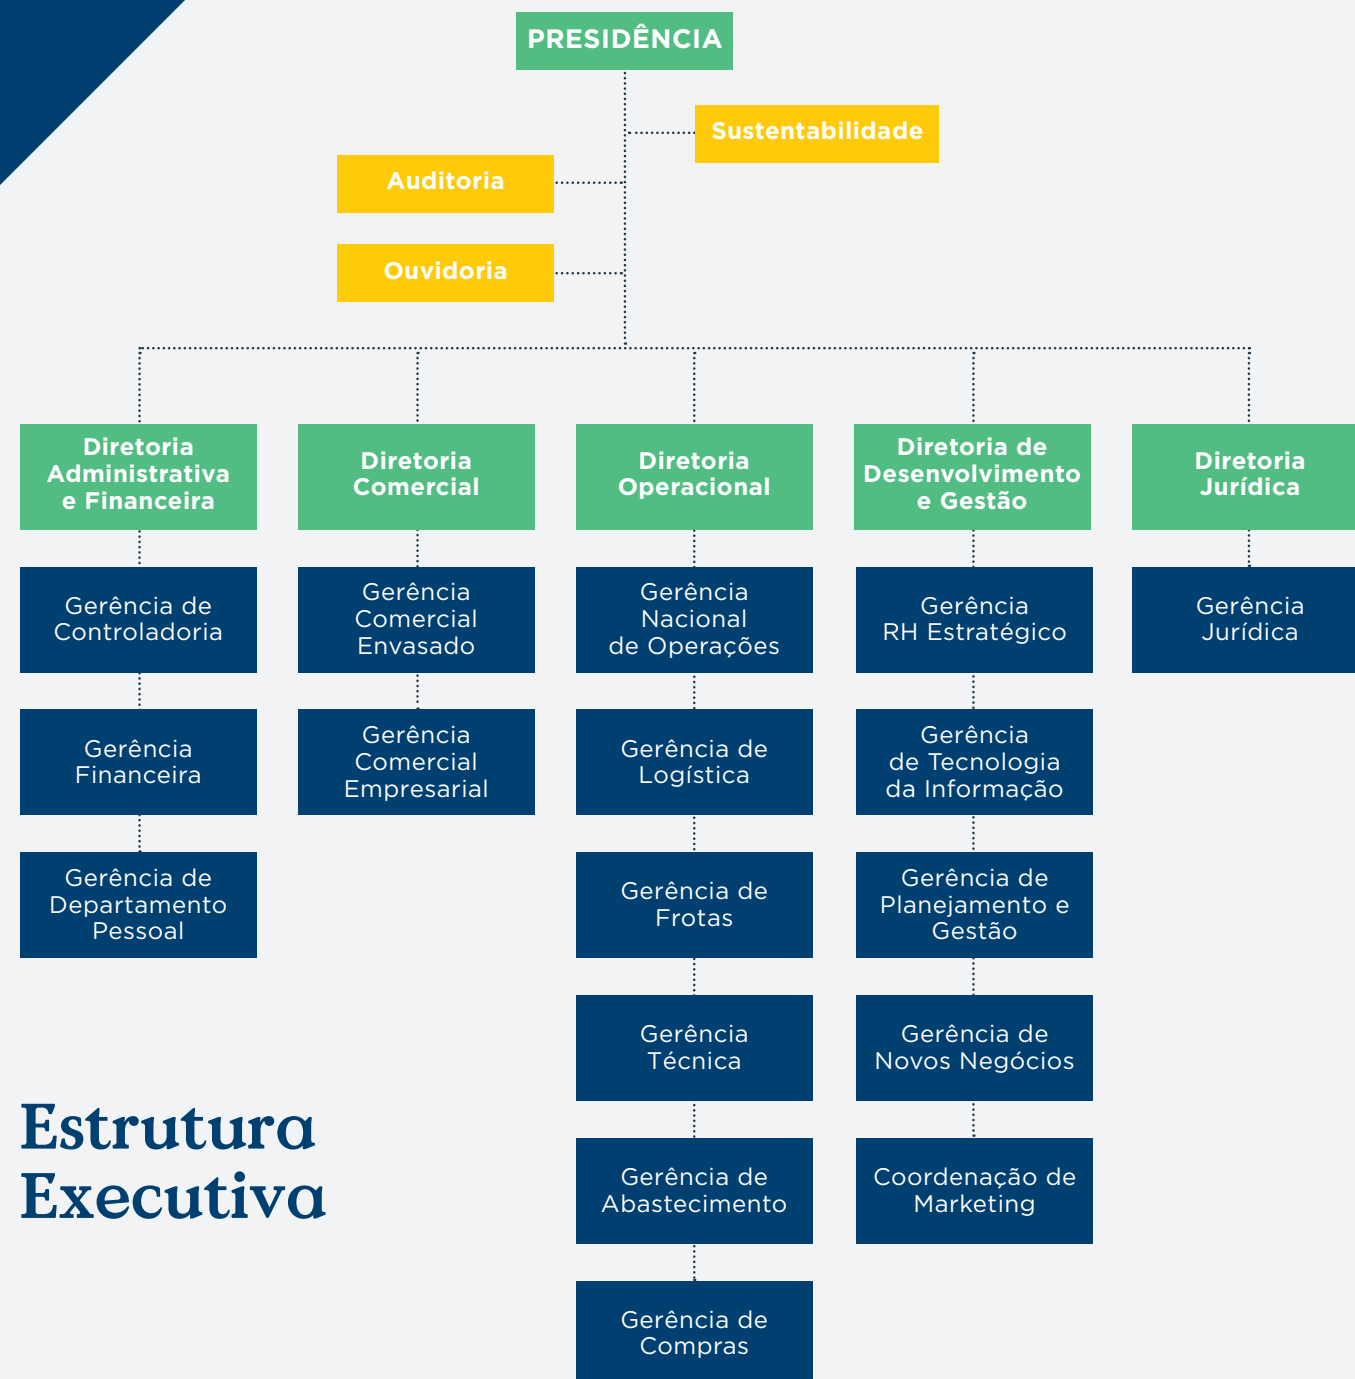 PRESIDÊNCIA
Sustentabilidade
Auditoria
Ouvidoria
Diretoria
Administrativa
e Financeira
Gerência de
Controladoria
Gerência
Financeira
Gerência de
Departamento
Pessoal
Diretoria
Comercial
Gerência
Comercial
Envasado
Gerência
Comercial
Empresarial
Diretoria
Operacional
Gerência
Nacional
de Operações
Gerência de
Logística
Gerência de
Frotas
Gerência
Técnica
Gerência de
Abastecimento
Gerência de
Compras
Diretoria de
Desenvolvimento
e Gestão
Gerência
RH Estratégico
Gerência
de Tecnologia
da Informação
Gerência de
Planejamento e
Gestão
Gerência de
Novos Negócios
Coordenação de
Marketing
Diretoria
Jurídica
Gerência
Jurídica
Estrutura
Executiva